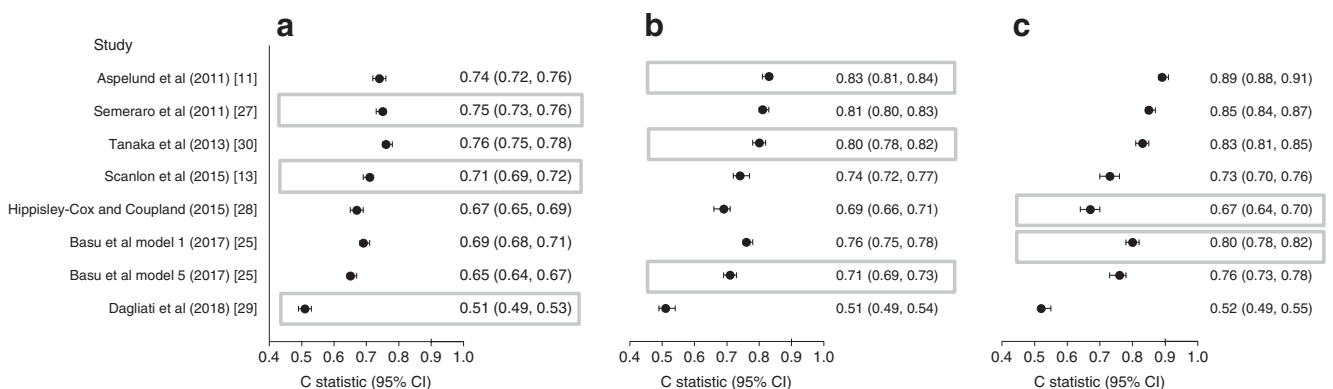 a b c
Study
Aspelund et al (2011) [11] 0.74 (0.72, 0.76) 0.83 (0.81, 0.84) 0.89 (0.88, 0.91)
Semeraro et al (2011) [27] 0.75 (0.73, 0.76) 0.81 (0.80, 0.83) 0.85 (0.84, 0.87)
Tanaka et al (2013) [30] 0.76 (0.75, 0.78) 0.80 (0.78, 0.82) 0.83 (0.81, 0.85)
Scanlon et al (2015) [13] 0.71 (0.69, 0.72) 0.74 (0.72, 0.77) 0.73 (0.70, 0.76)
Hippisley-Cox and Coupland (2015) [28] 0.67 (0.65, 0.69) 0.69 (0.66, 0.71) 0.67 (0.64, 0.70)
Basu et al model 1 (2017) [25] 0.69 (0.68, 0.71) 0.76 (0.75, 0.78) 0.80 (0.78, 0.82)
Basu et al model 5 (2017) [25] 0.65 (0.64, 0.67) 0.71 (0.69, 0.73) 0.76 (0.73, 0.78)
Dagliati et al (2018) [29] 0.51 (0.49, 0.53) 0.51 (0.49, 0.54) 0.52 (0.49, 0.55)
0.4 0.5 0.6 0.7 0.8 0.9 1.0 0.4 0.5 0.6 0.7 0.8 0.9 1.0 0.4 0.5 0.6 0.7 0.8 0.9 1.0
C statistic (95% CI) C statistic (95% CI) C statistic (95% CI)